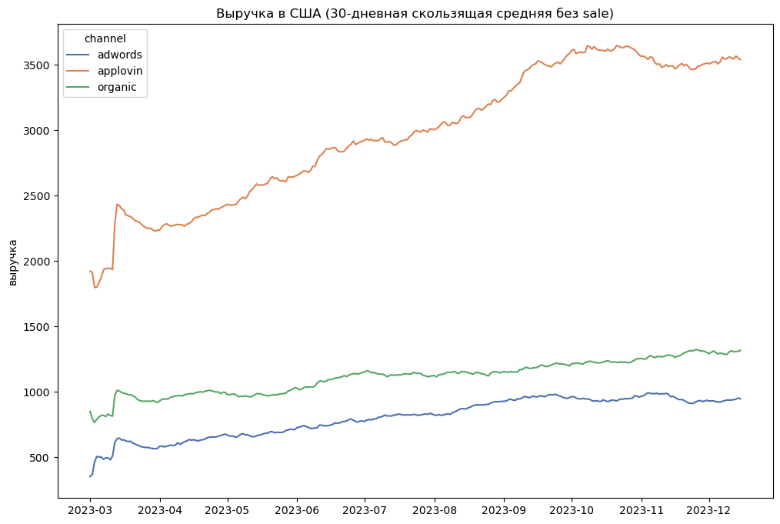 Выручка в США (30-дневная скользящая средняя без sale)
channel
adwords
applovin
organic
выручка
3500
3000
2500
2000
1500
1000
500
2023-03 2023-04 2023-05 2023-06 2023-07 2023-08 2023-09 2023-10 2023-11 2023-12